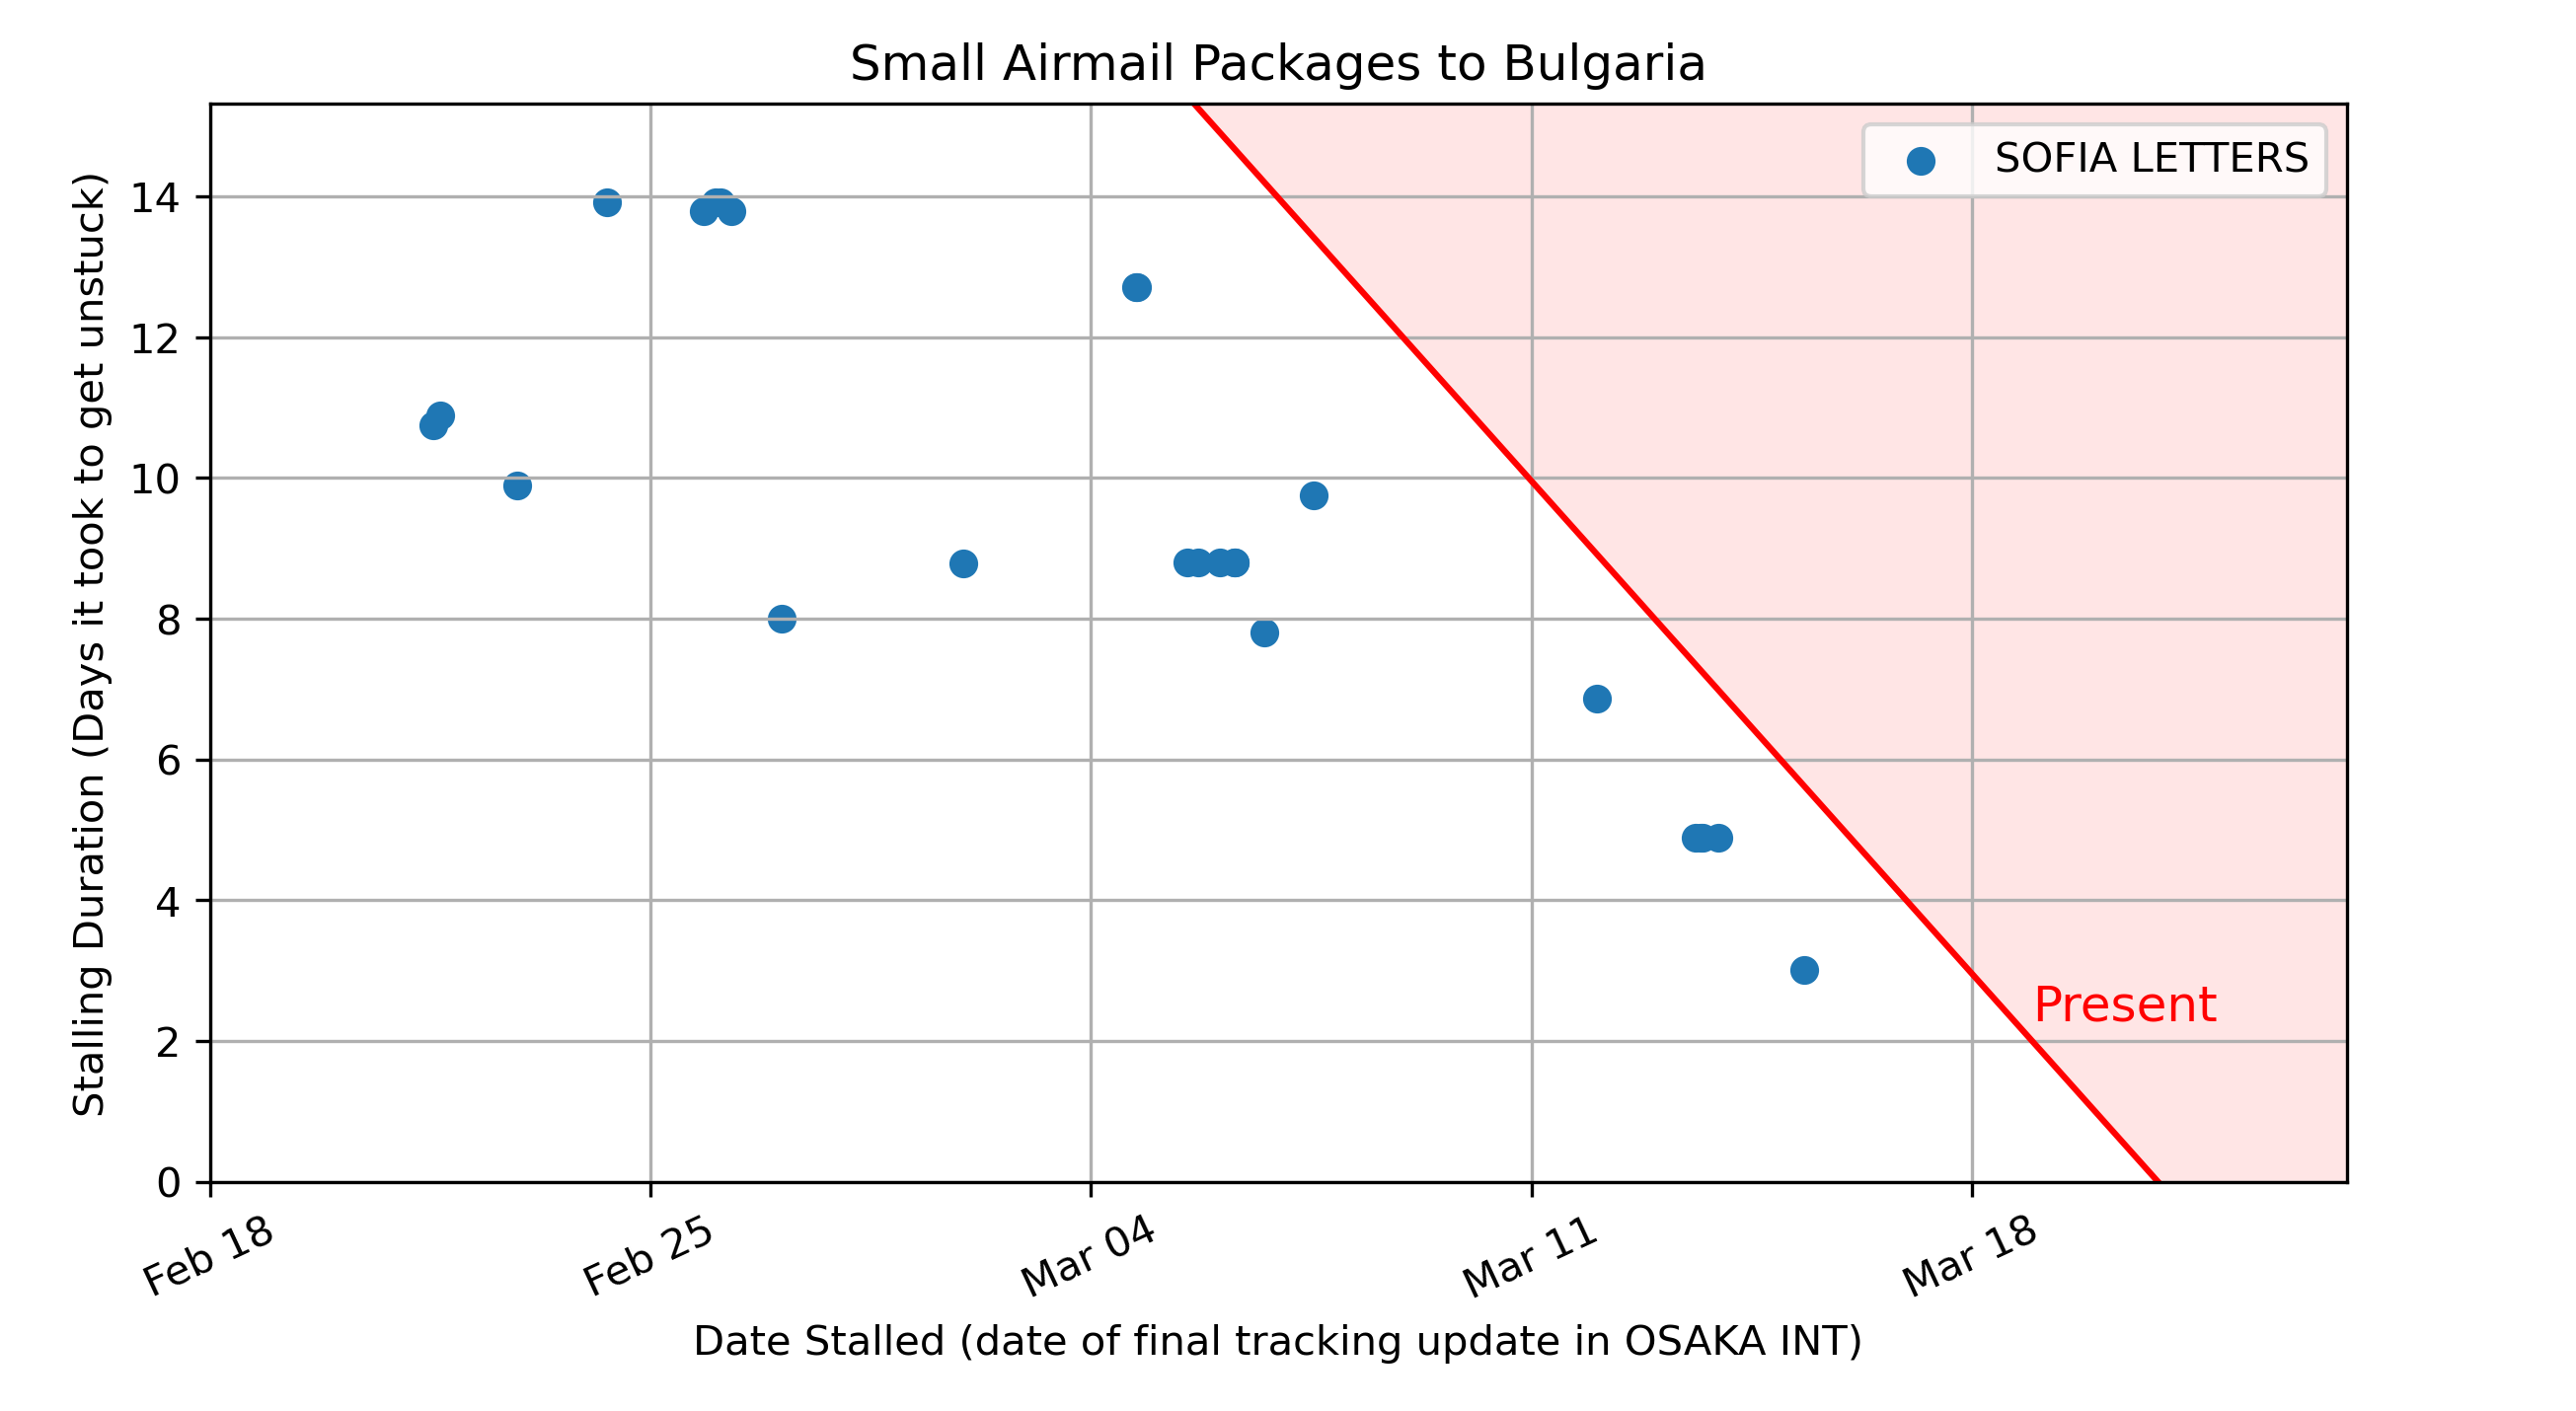 Small Airmail Packages to Bulgaria
SOFIA LETTERS
Stalling Duration (Days it took to get unstuck)
14
12
10
8
6
4
2
0
Present
Feb 18
Feb 25
Mar 04
Mar 11
Mar 18
Date Stalled (date of final tracking update in OSAKA INT)